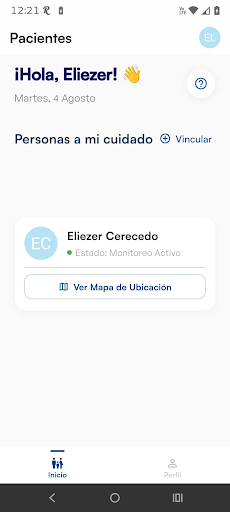 12:21
Pacientes
EL
¡Hola, Eliezer! 👋
Martes, 4 Agosto
Personas a mi cuidado
Vincular
EC
Eliezer Cerecedo
Estado: Monitoreo Activo
Ver Mapa de Ubicación
Inicio
Perfil